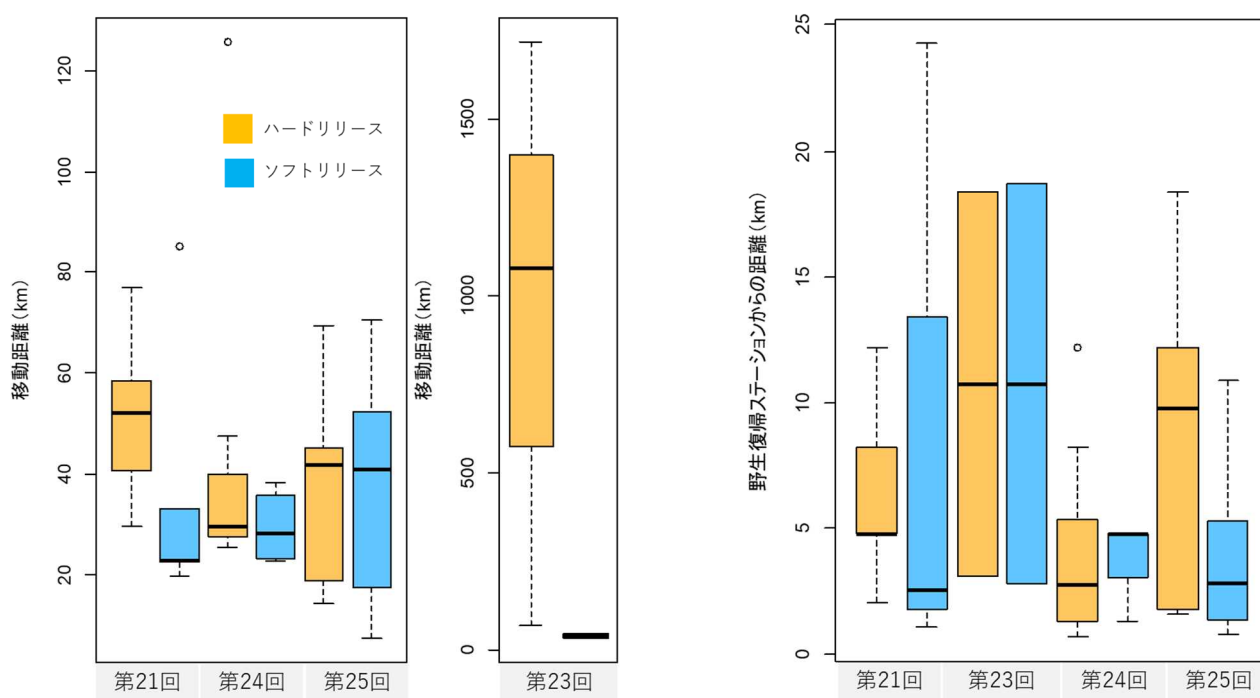 120
100
80
60
40
20
移動距離(km)
ハードリリース
ソフトリリース
第21回
第24回
第25回
1500
1000
500
0
移動距離(km)
第23回
25
20
15
10
5
0
野生復帰ステーションからの距離(km)
第21回
第23回
第24回
第25回